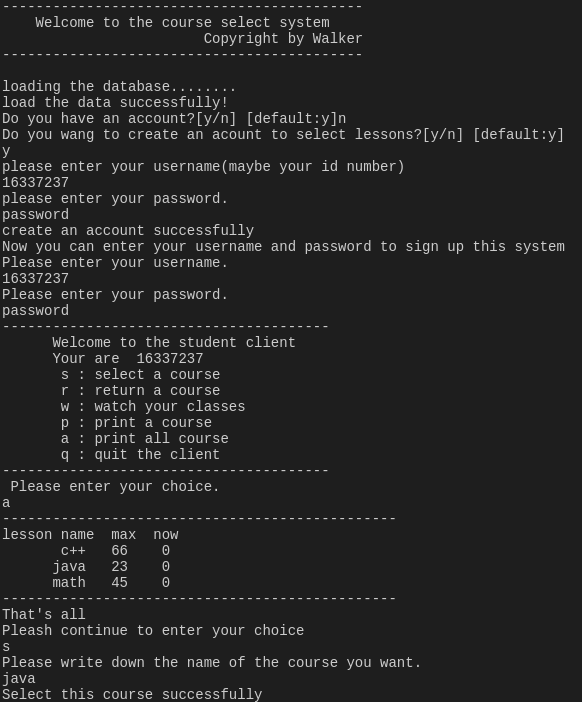 -------------------------------------------
    Welcome to the course select system
                        Copyright by Walker
-------------------------------------------

loading the database........
load the data successfully!
Do you have an account?[y/n] [default:y]n
Do you wang to create an acount to select lessons?[y/n] [default:y]
y
please enter your username(maybe your id number)
16337237
please enter your password.
password
create an account successfully
Now you can enter your username and password to sign up this system
Please enter your username.
16337237
Please enter your password.
password
---------------------------------------
      Welcome to the student client
      Your are  16337237
       s : select a course
       r : return a course
       w : watch your classes
       p : print a course
       a : print all course
       q : quit the client
---------------------------------------
 Please enter your choice.
a
-----------------------------------------------
lesson name  max  now
       c++   66    0
      java   23    0
      math   45    0
-----------------------------------------------
That's all
Pleash continue to enter your choice
s
Please write down the name of the course you want.
java
Select this course successfully